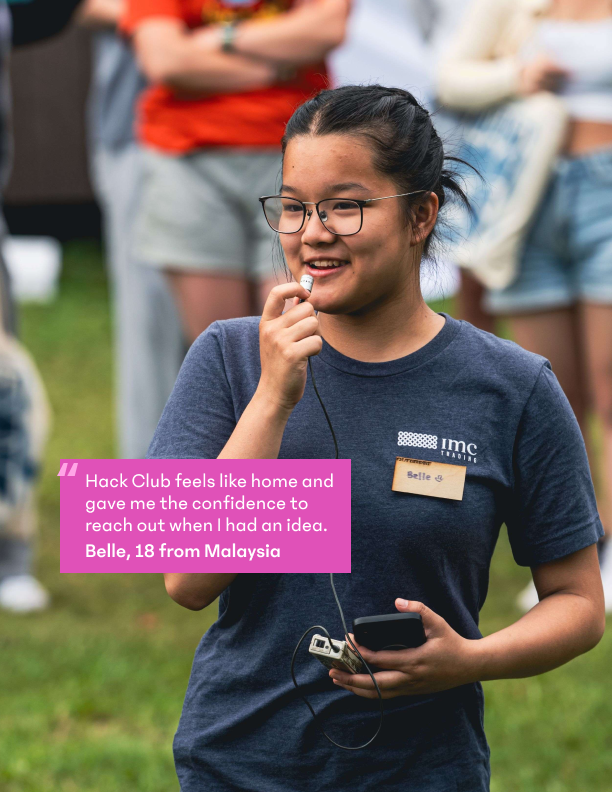 IMC
TRADING
Belle
“
Hack Club feels like home and
gave me the confidence to
reach out when I had an idea.
Belle, 18 from Malaysia